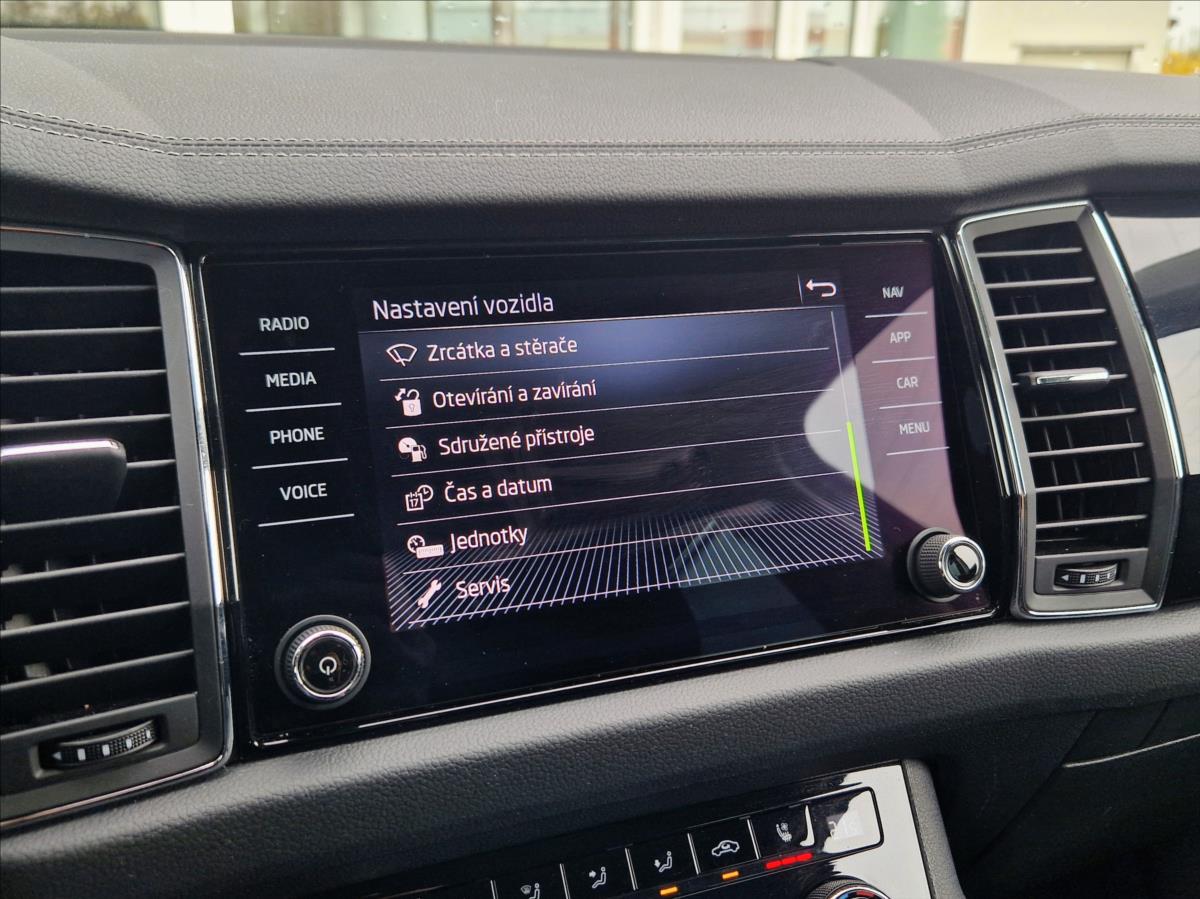 RADIO
MEDIA
PHONE
VOICE
Nastavení vozidla
Zrcátka a stěrače
Otevírání a zavírání
Sdružené přístroje
Čas a datum
17
Jednotky
Servis
NAV
APP
CAR
MENU